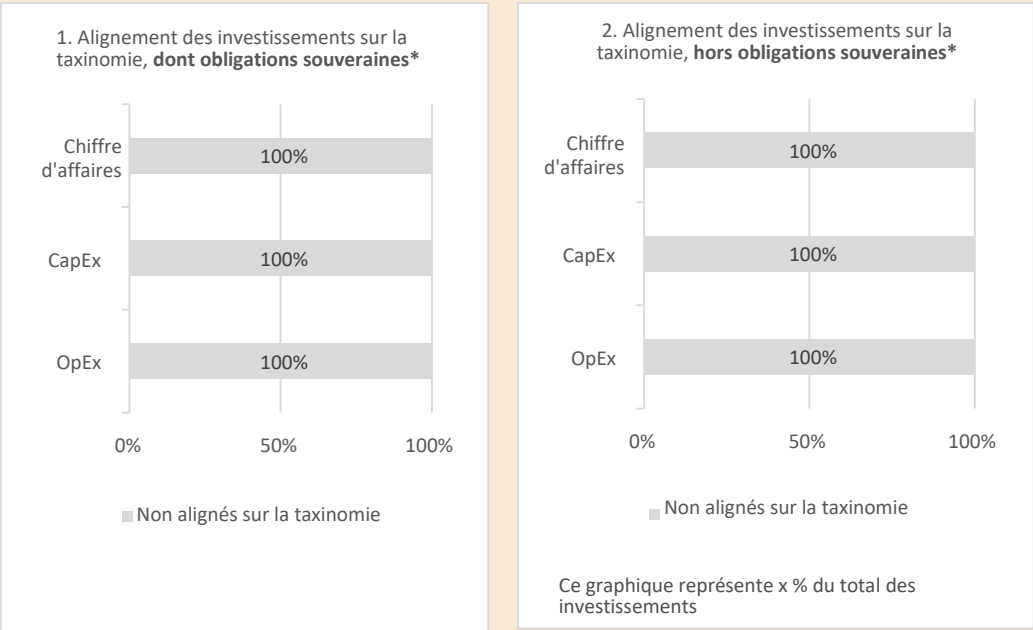 1. Alignement des investissements sur la
taxinomie, dont obligations souveraines*
Chiffre
d'affaires
100%
CapEx
100%
OpEx
100%
0%
50%
100%
Non alignés sur la taxinomie
2. Alignement des investissements sur la
taxinomie, hors obligations souveraines*
Chiffre
d'affaires
100%
CapEx
100%
OpEx
100%
0%
50%
100%
Non alignés sur la taxinomie
Ce graphique représente x % du total des
investissements